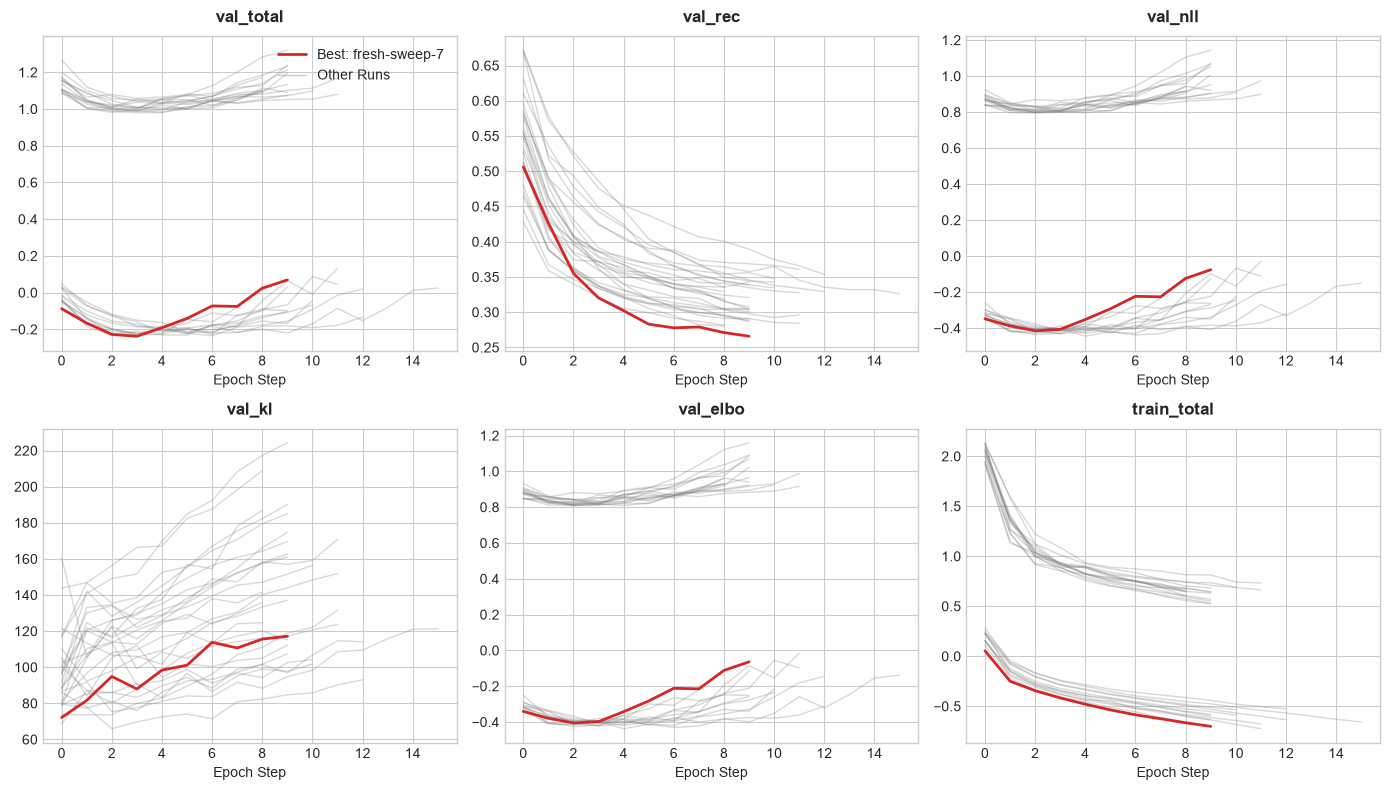 val_total
1.2
1.0
0.8
0.6
0.4
0.2
0.0
−0.2
0 2 4 6 8 10 12 14
Epoch Step
Best: fresh-sweep-7
Other Runs
val_rec
0.65
0.60
0.55
0.50
0.45
0.40
0.35
0.30
0.25
0 2 4 6 8 10 12 14
Epoch Step
val_nll
1.2
1.0
0.8
0.6
0.4
0.2
0.0
−0.2
−0.4
0 2 4 6 8 10 12 14
Epoch Step
val_kl
220
200
180
160
140
120
100
80
60
0 2 4 6 8 10 12 14
Epoch Step
val_elbo
1.2
1.0
0.8
0.6
0.4
0.2
0.0
−0.2
−0.4
0 2 4 6 8 10 12 14
Epoch Step
train_total
2.0
1.5
1.0
0.5
0.0
−0.5
0 2 4 6 8 10 12 14
Epoch Step